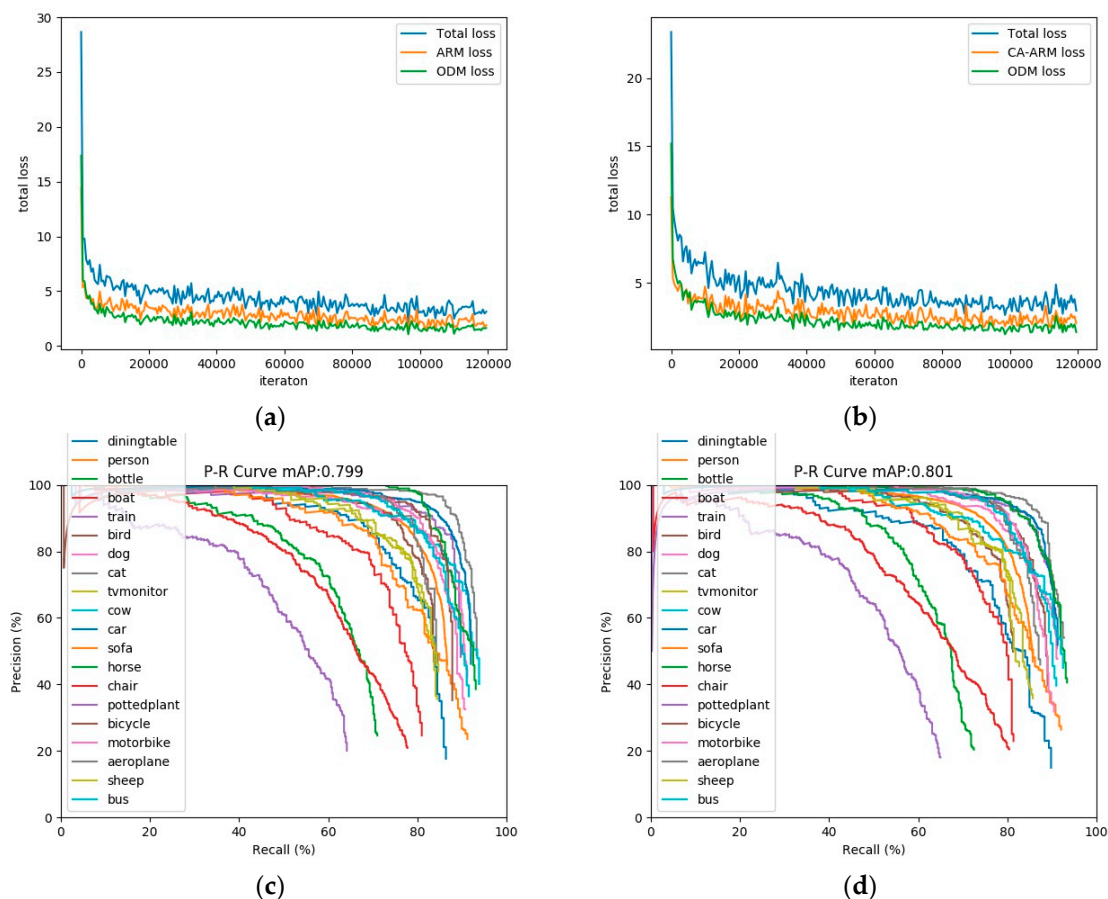 30
25
20
15
10
5
0
total loss
Total loss
ARM loss
ODM loss
0 20000 40000 60000 80000 100000 120000
iteraton
(a)
20
15
10
5
total loss
Total loss
CA-ARM loss
ODM loss
0 20000 40000 60000 80000 100000 120000
iteraton
(b)
P-R Curve mAP:0.799
diningtable
person
bottle
boat
train
bird
dog
cat
tvmonitor
cow
car
sofa
horse
chair
pottedplant
bicycle
motorbike
aeroplane
sheep
bus
100
80
60
40
20
0
Precision (%)
0 20 40 60 80 100
Recall (%)
(c)
P-R Curve mAP:0.801
diningtable
person
bottle
boat
train
bird
dog
cat
tvmonitor
cow
car
sofa
horse
chair
pottedplant
bicycle
motorbike
aeroplane
sheep
bus
100
80
60
40
20
0
Precision (%)
0 20 40 60 80 100
Recall (%)
(d)